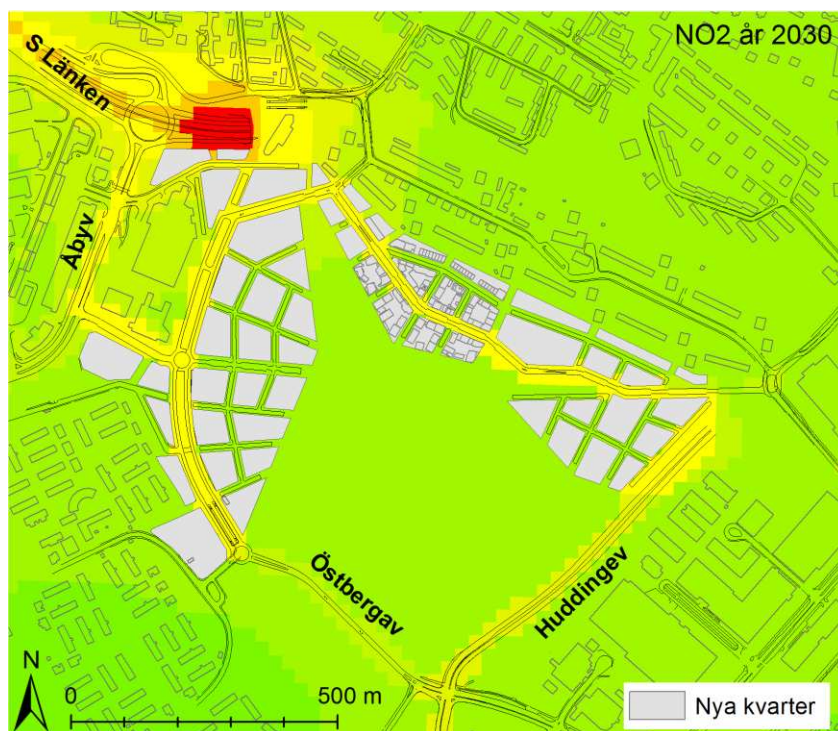 NO2 år 2030
S Länken
Åbyv
Östbergav
Huddingev
N
0 500 m
Nya kvarter